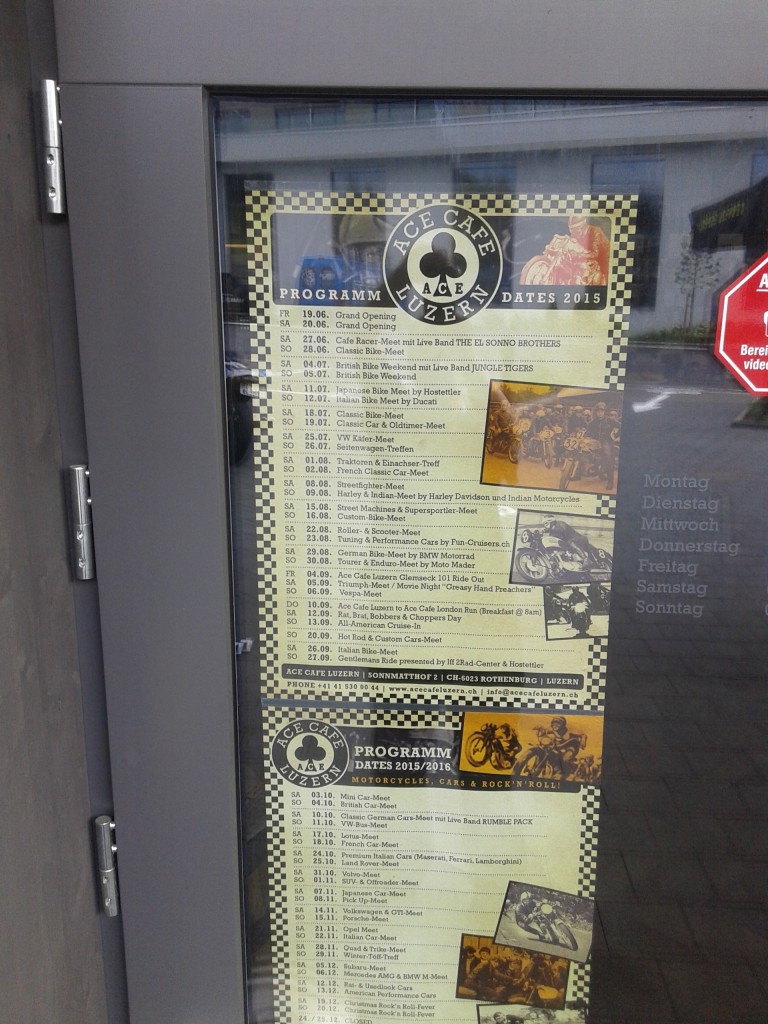 ACE CAFE
ACE
LUZERN
PROGRAMM
DATES 2015
FR 19.06. Grand Opening
SA 20.06. Grand Opening
SA 27.06. Cafe Racer-Meet mit Live Band THE EL SONNO BROTHERS
SO 28.06. Classic Bike-Meet
SA 04.07. British Bike Weekend mit Live Band JUNGLE TIGERS
SO 05.07. British Bike Weekend
SA 11.07. Japanese Bike Meet by Hostettler
SO 12.07. Italian Bike Meet by Ducati
SA 18.07. Classic Bike-Meet
SO 19.07. Classic Car & Oldtimer-Meet
SA 25.07. VW Käfer-Meet
SO 26.07. Seitenwagen-Treffen
SA 01.08. Traktoren & Einachser-Treff
SO 02.08. French Classic Car-Meet
SA 08.08. Streetfighter-Meet
SO 09.08. Harley & Indian-Meet by Harley Davidson und Indian Motorcycles
SA 15.08. Street Machines & Supersportler-Meet
SO 16.08. Custom-Bike-Meet
SA 22.08. Roller- & Scooter-Meet
SO 23.08. Tuning & Performance Cars by Fun-Cruisers.ch
SA 29.08. German Bike-Meet by BMW Motorrad
SO 30.08. Tourer & Enduro-Meet by Moto Mader
FR 04.09. Ace Cafe Luzern Glemseck 101 Ride Out
SA 05.09. Triumph-Meet / Movie Night "Greasy Hand Preachers"
SO 06.09. Vespa-Meet
DO 10.09. Ace Cafe Luzern to Ace Cafe London Run (Breakfast @ 8am)
SA 12.09. Rat, Brat, Bobbers & Choppers Day
SO 13.09. All-American Cruise-In
SO 20.09. Hot Rod & Custom Cars-Meet
SA 26.09. Italian Bike-Meet
SO 27.09. Gentlemans Ride presented by Iff 2Rad-Center & Hostettler
ACE CAFE LUZERN | SONNMATTHOF 2 | CH-6023 ROTHENBURG | LUZERN
PHONE +41 41 530 00 44 | www.acecafeluzern.ch | info@acecafeluzern.ch
ACE CAFE
ACE
LUZERN
PROGRAMM
DATES 2015/2016
MOTORCYCLES, CARS & ROCK'N'ROLL!
SA 03.10. Mini Car-Meet
SO 04.10. British Car-Meet
SA 10.10. Classic German Cars-Meet mit Live Band RUMBLE PACK
SO 11.10. VW-Bus-Meet
SA 17.10. Lotus-Meet
SO 18.10. French Car-Meet
SA 24.10. Premium Italian Cars (Maserati, Ferrari, Lamborghini)
SO 25.10. Land Rover-Meet
SA 31.10. Volvo-Meet
SO 01.11. SUV- & Offroader-Meet
SA 07.11. Japanese Car-Meet
SO 08.11. Pick Up-Meet
SA 14.11. Volkswagen & GTI-Meet
SO 15.11. Porsche-Meet
SA 21.11. Opel Meet
SO 22.11. Italian Car-Meet
SA 28.11. Quad & Trike-Meet
SO 29.11. Winter-Töff-Treff
SA 05.12. Subaru-Meet
SO 06.12. Mercedes AMG & BMW M-Meet
SA 12.12. Rat- & Usedlook Cars
SO 13.12. American Performance Cars
SA 19.12. Christmas Rock'n Roll-Fever
SO 20.12. Christmas Rock'n Roll-Fever
24./25.12. CLOSED
Montag
Dienstag
Mittwoch
Donnerstag
Freitag
Samstag
Sonntag